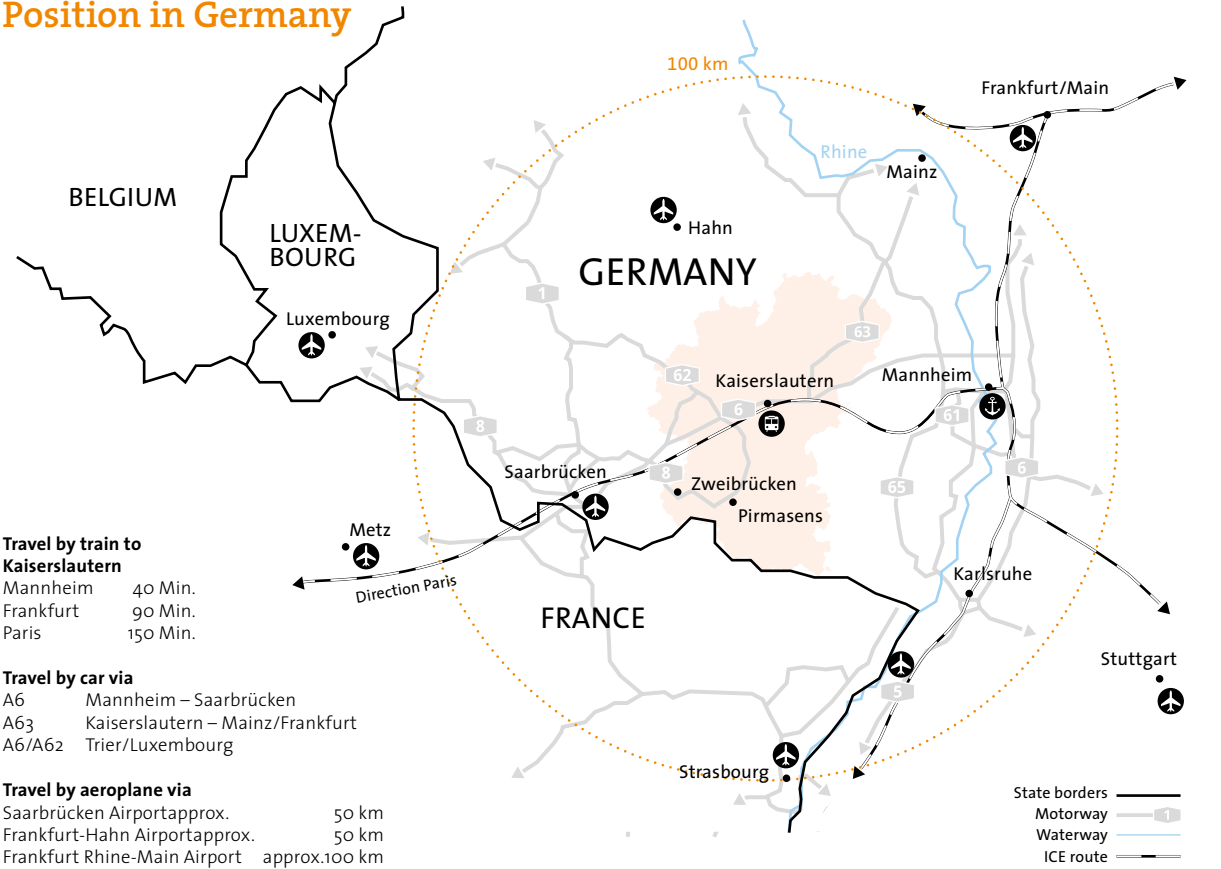 Position in Germany
100 km
Frankfurt/Main
Rhine
Mainz
BELGIUM
Hahn
LUXEM-
BOURG
GERMANY
1
Luxembourg
63
62
Kaiserslautern
Mannheim
6
61
8
Saarbrücken
8
6
Zweibrücken
65
Pirmasens
Metz
Direction Paris
Karlsruhe
FRANCE
Stuttgart
5
Strasbourg
Travel by train to
Kaiserslautern
Mannheim 40 Min.
Frankfurt 90 Min.
Paris 150 Min.
Travel by car via
A6 Mannheim – Saarbrücken
A63 Kaiserslautern – Mainz/Frankfurt
A6/A62 Trier/Luxembourg
Travel by aeroplane via
Saarbrücken Airportapprox. 50 km
Frankfurt-Hahn Airportapprox. 50 km
Frankfurt Rhine-Main Airport approx.100 km
State borders
Motorway 1
Waterway
ICE route